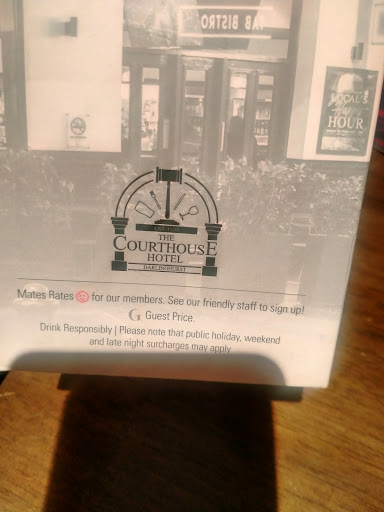 TAB BISTRO
LOCAL'S
HOUR
THE
COURTHOUSE
HOTEL
DARLINGHURST
Mates Rates for our members. See our friendly staff to sign up!
G Guest Price.
Drink Responsibly | Please note that public holiday, weekend
and late night surcharges may apply